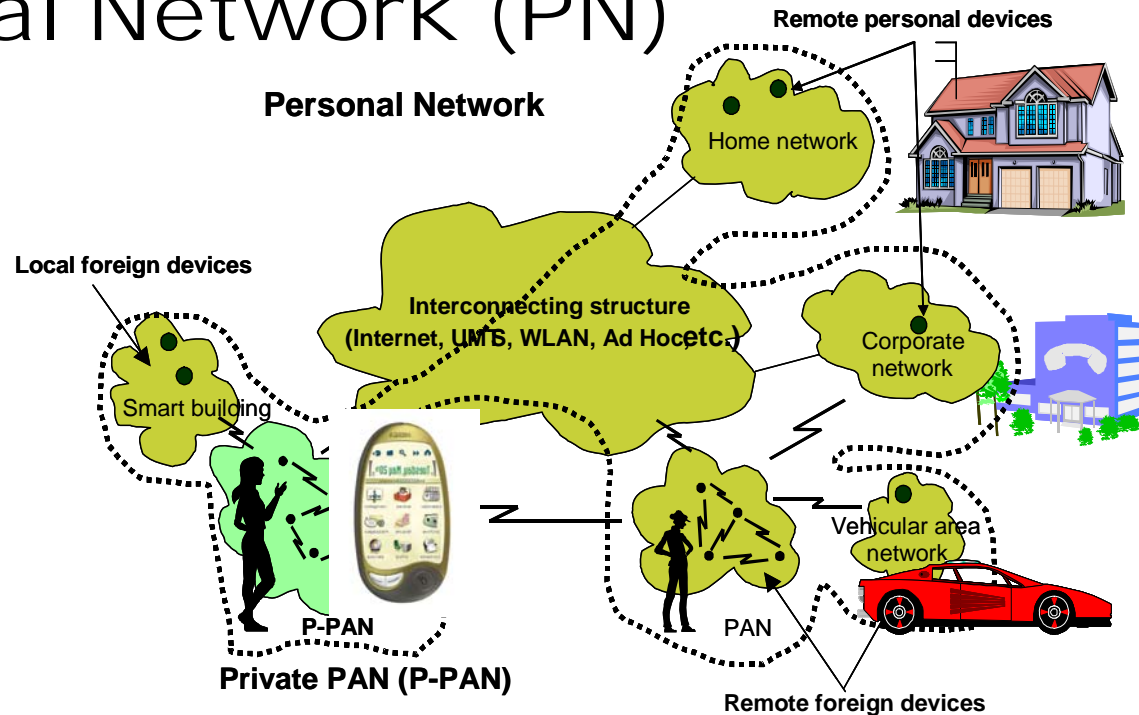 al Network (PN)
Remote personal devices
Personal Network
Home network
Local foreign devices
Interconnecting structure
(Internet, UMTS, WLAN, Ad Hoc, etc.)
Corporate
network
Smart building
Vehicular area
network
P-PAN
PAN
Private PAN (P-PAN)
Remote foreign devices